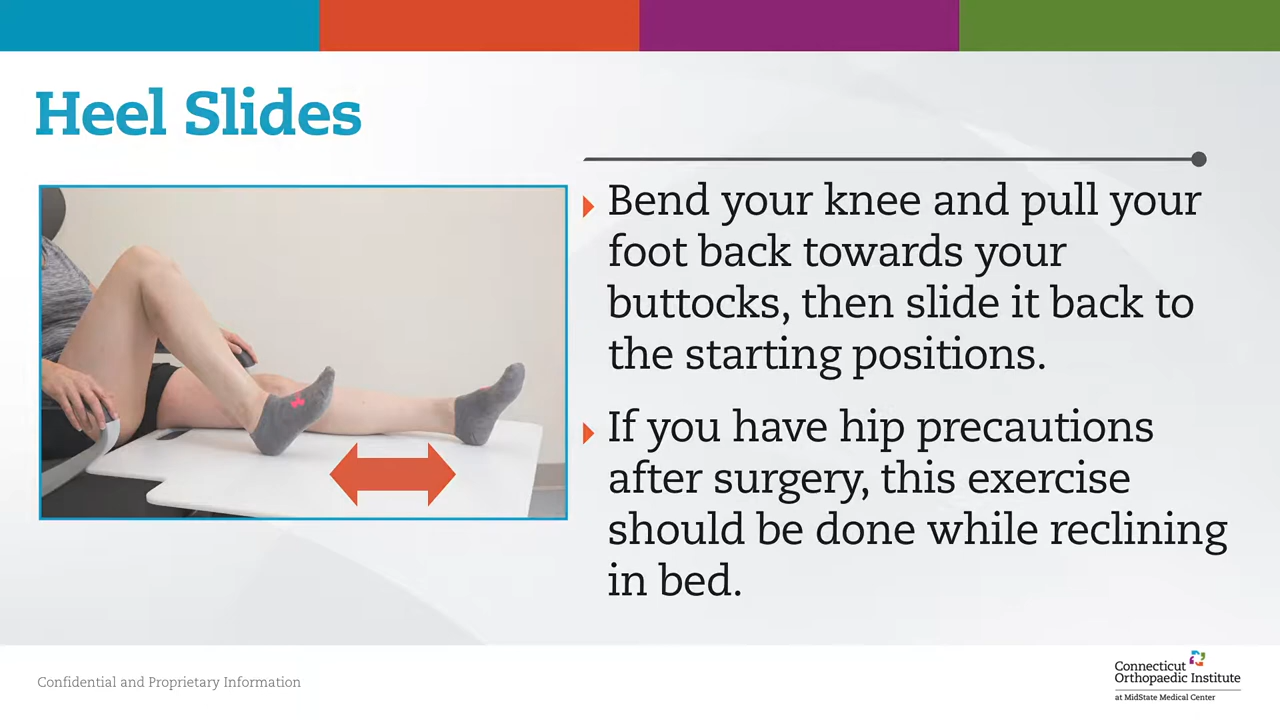 Heel Slides
Bend your knee and pull your
foot back towards your
buttocks, then slide it back to
the starting positions.
If you have hip precautions
after surgery, this exercise
should be done while reclining
in bed.
Confidential and Proprietary Information
Connecticut
Orthopaedic Institute
at MidState Medical Center